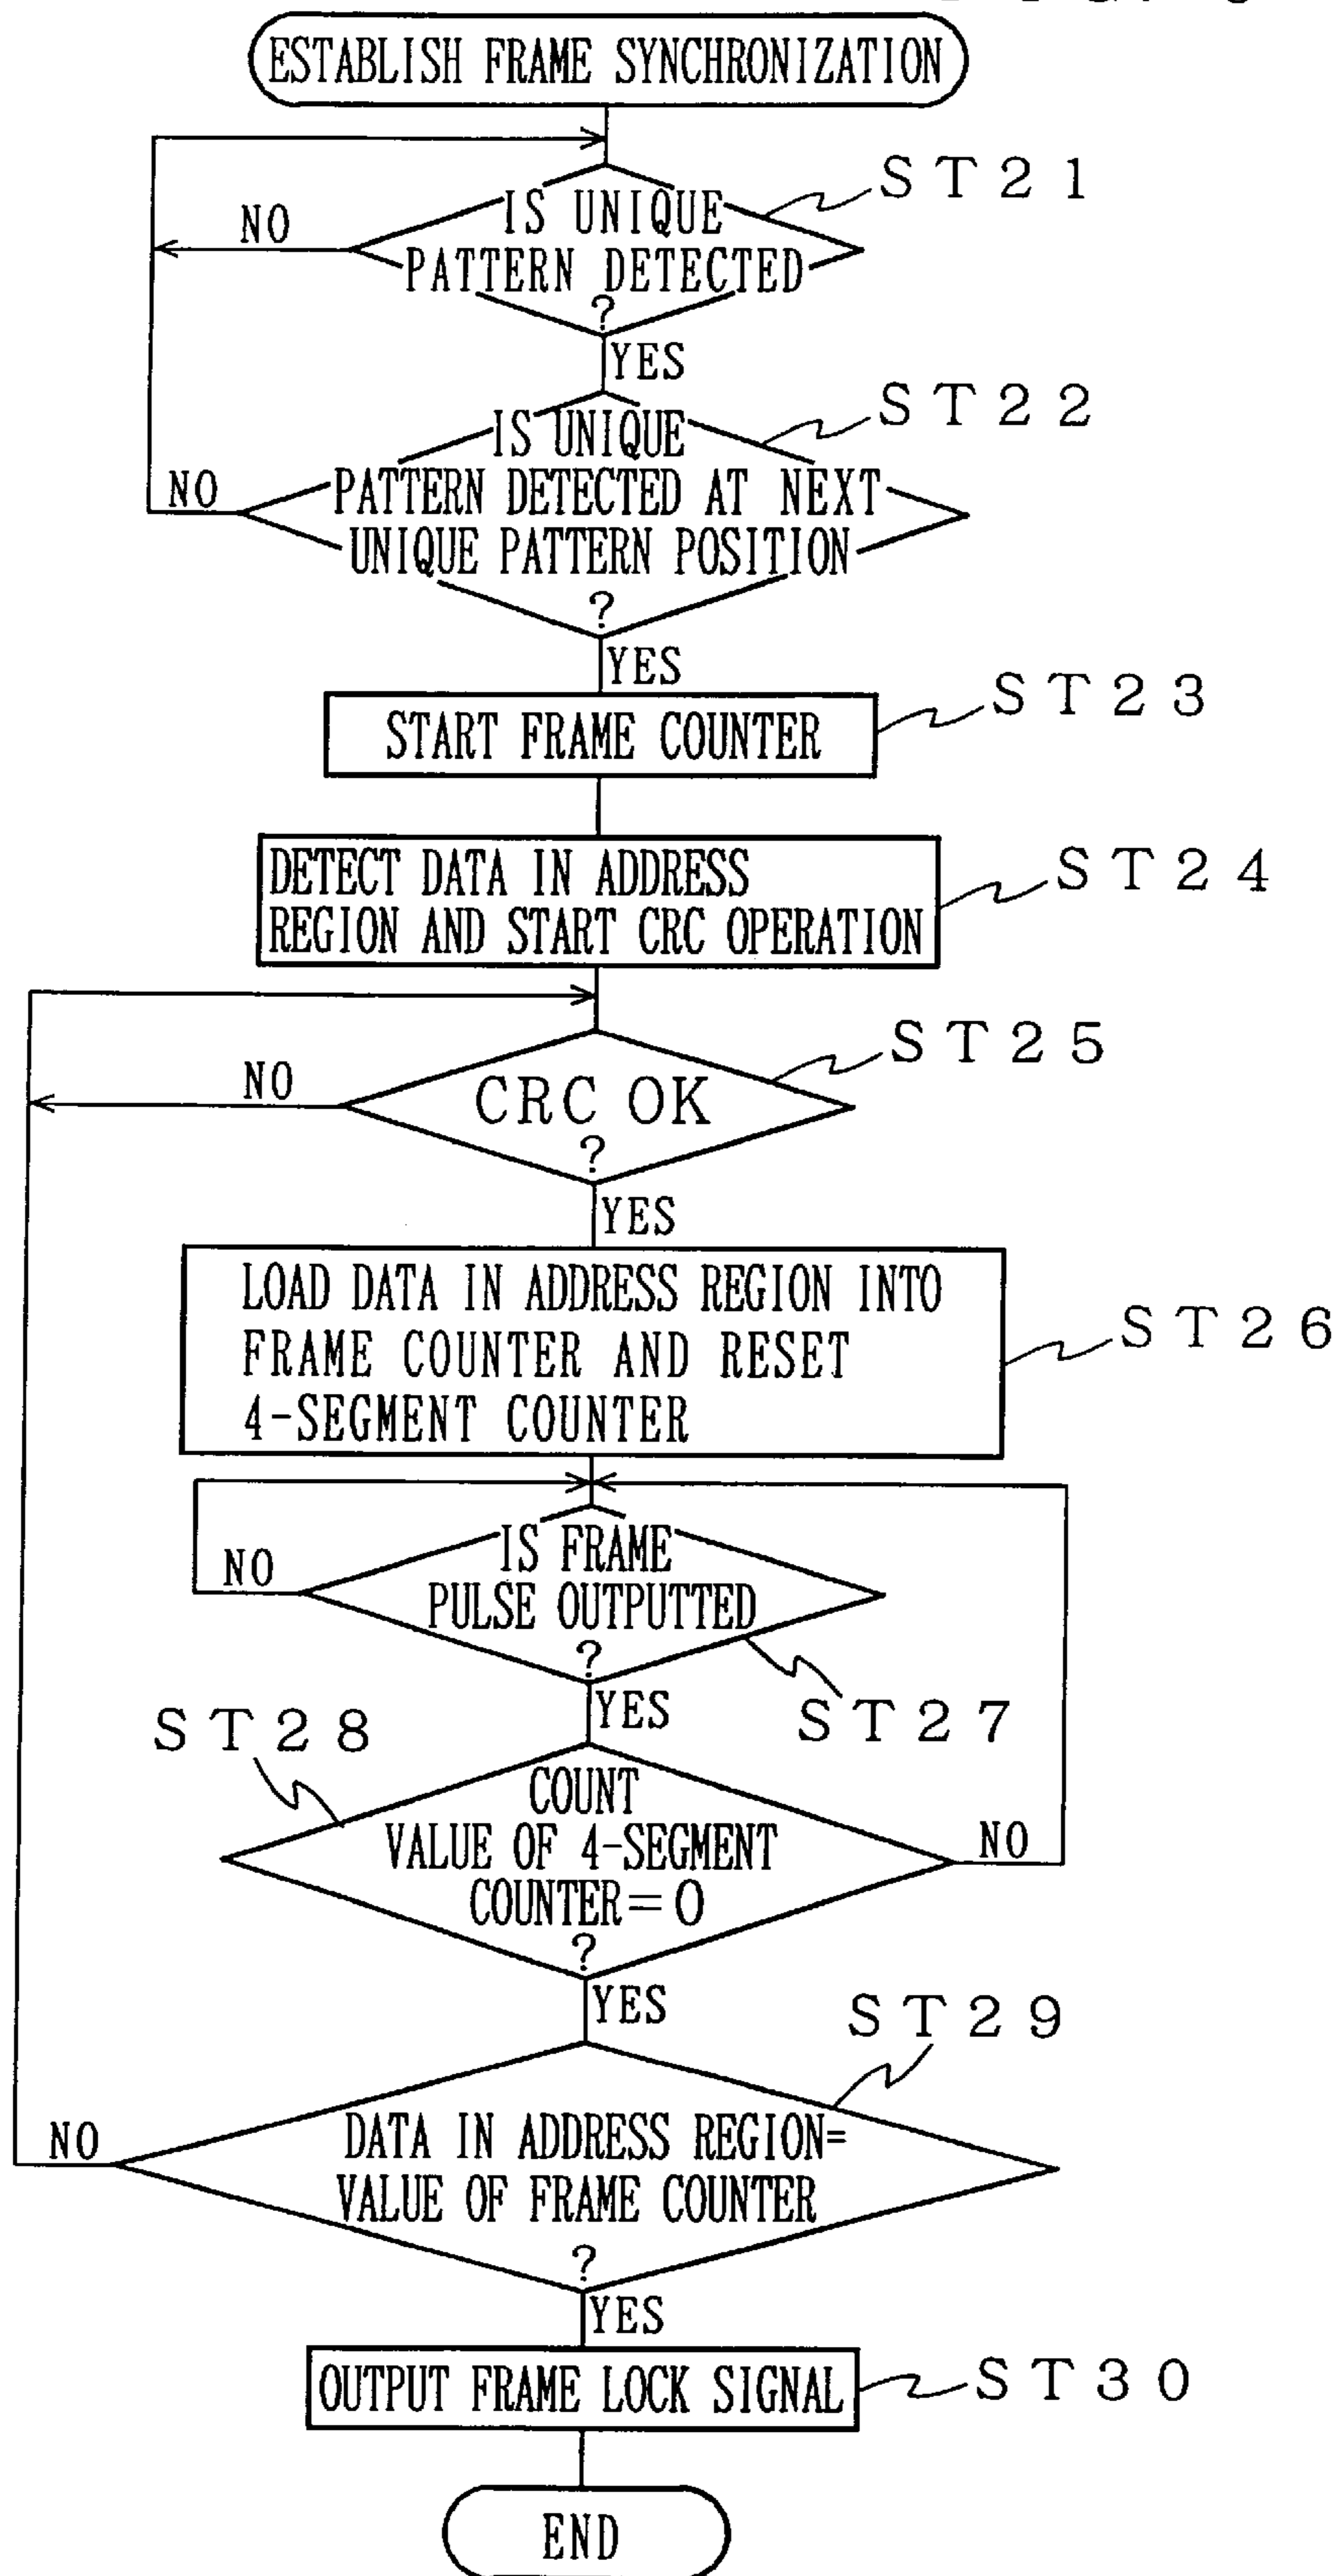 ESTABLISH FRAME SYNCHRONIZATION
ST21
IS UNIQUE
NO
PATTERN DETECTED
?
YES
ST22
IS UNIQUE
NO
PATTERN DETECTED AT NEXT
UNIQUE PATTERN POSITION
?
YES
ST23
START FRAME COUNTER
ST24
DETECT DATA IN ADDRESS
REGION AND START CRC OPERATION
ST25
NO
CRC OK
?
YES
LOAD DATA IN ADDRESS REGION INTO
FRAME COUNTER AND RESET
4-SEGMENT COUNTER
ST26
IS FRAME
NO
PULSE OUTPUTTED
?
YES
ST27
ST28
COUNT
VALUE OF 4-SEGMENT
NO
COUNTER=0
?
YES
ST29
NO
DATA IN ADDRESS REGION=
VALUE OF FRAME COUNTER
?
YES
OUTPUT FRAME LOCK SIGNAL
ST30
END